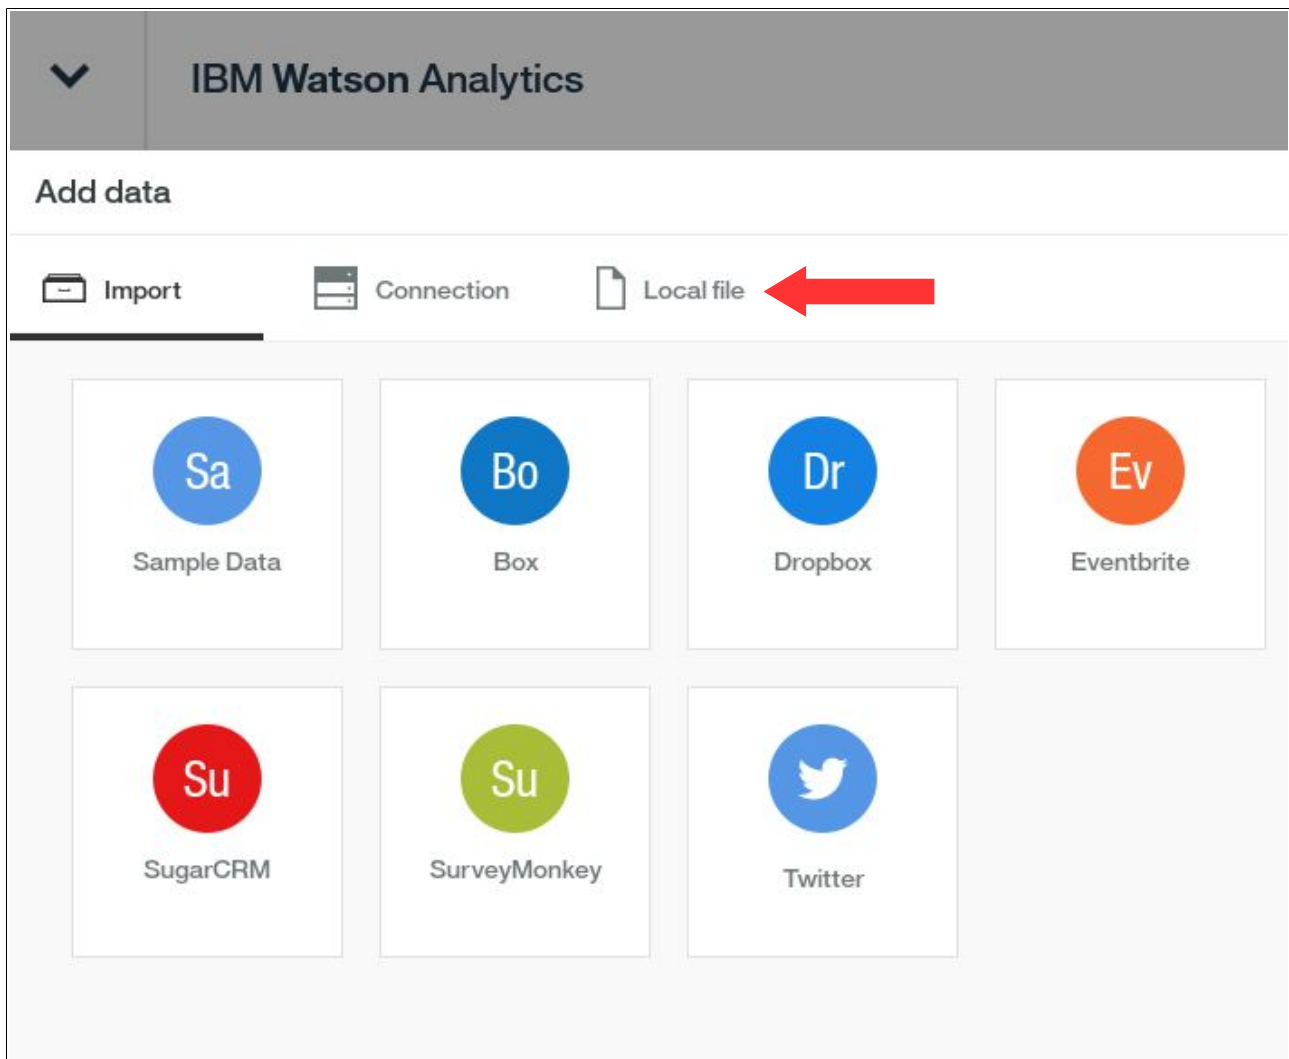 IBM Watson Analytics
Add data
Import Connection Local file
Sa Bo Dr Ev
Sample Data Box Dropbox Eventbrite
Su Su
SugarCRM SurveyMonkey Twitter